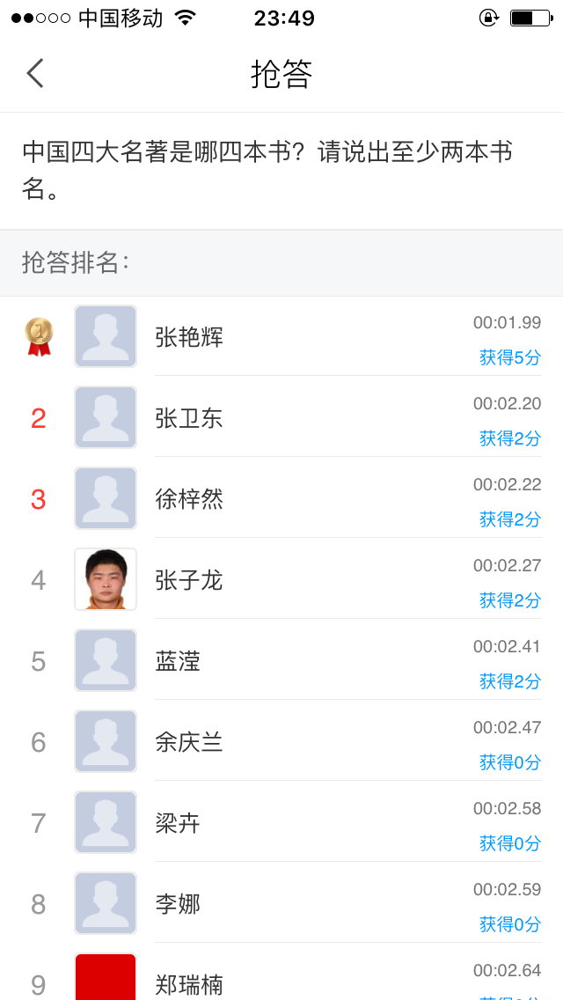 中国移动 23:49
抢答
中国四大名著是哪四本书？请说出至少两本书
名。
抢答排名：
1 张艳辉 00:01.99
获得5分
2 张卫东 00:02.20
获得2分
3 徐梓然 00:02.22
获得2分
4 张子龙 00:02.27
获得2分
5 蓝滢 00:02.41
获得2分
6 余庆兰 00:02.47
获得0分
7 梁卉 00:02.58
获得0分
8 李娜 00:02.59
获得0分
9 郑瑞楠 00:02.64